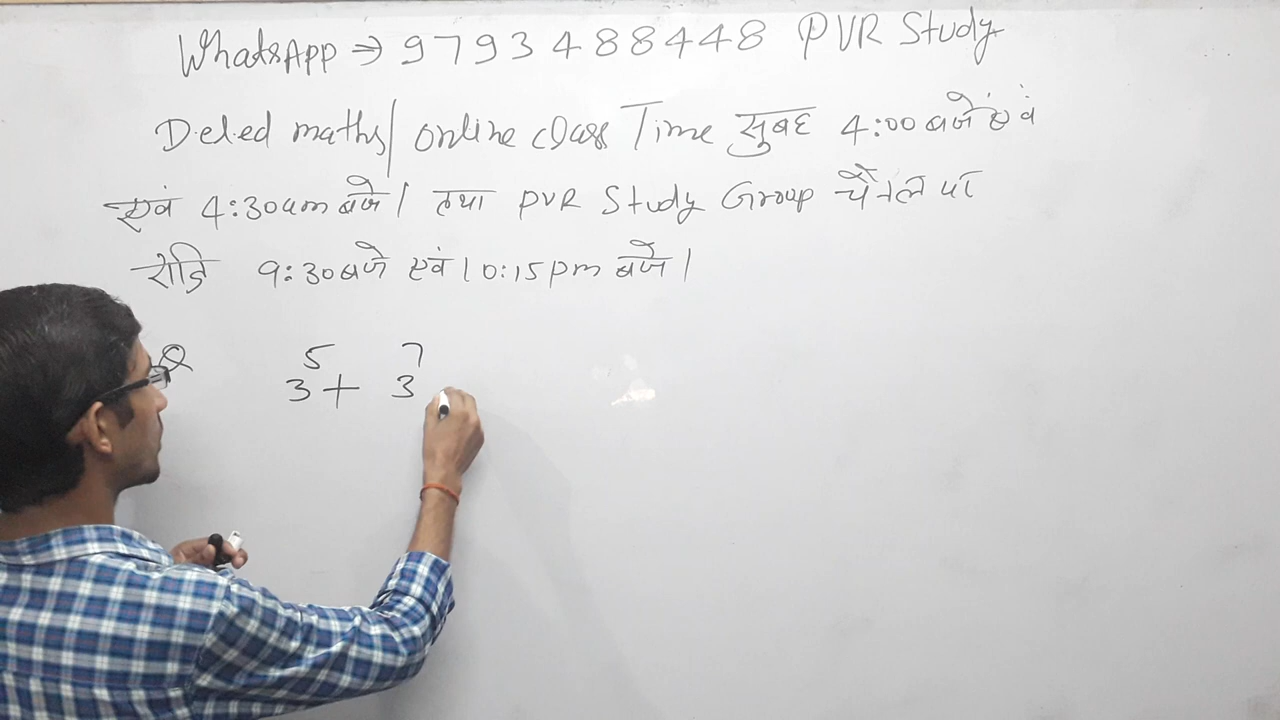 WhatsApp ⇒ 9793488448 PVR Study
D.el.ed maths/ online class Time सुबह 4:00 बजे एवं
एवं 4:30am बजे / तथा PVR Study Group चैनल पर
रात्रि 9:30 बजे एवं 10:15pm बजे /
Q 3⁵ + 3⁷